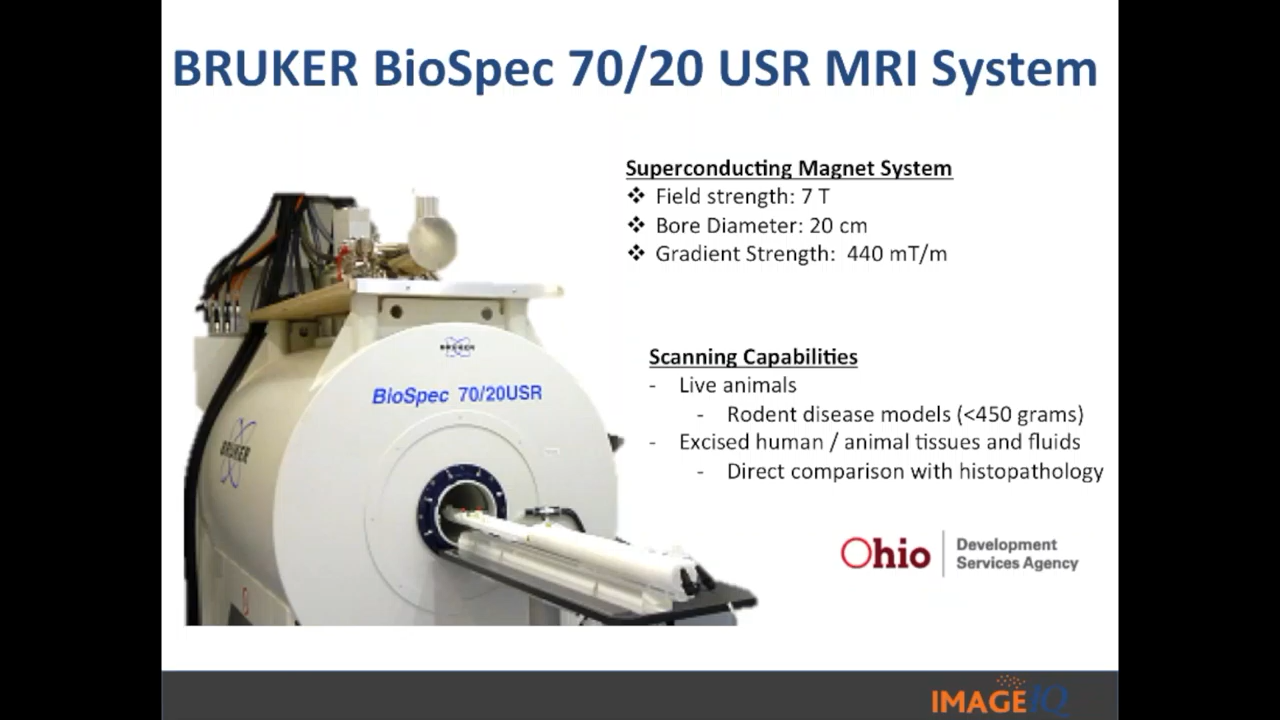 BRUKER BioSpec 70/20 USR MRI System
Superconducting Magnet System
❖ Field strength: 7 T
❖ Bore Diameter: 20 cm
❖ Gradient Strength: 440 mT/m
BRUKER
BioSpec 70/20USR
BRUKER
Scanning Capabilities
- Live animals
- Rodent disease models (<450 grams)
- Excised human / animal tissues and fluids
- Direct comparison with histopathology
Ohio
Development
Services Agency
IMAGEIQ